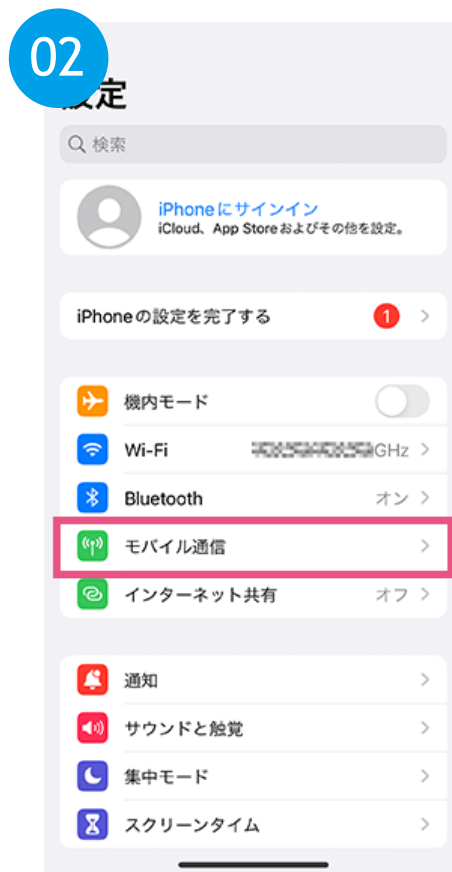 02
設定
検索
iPhoneにサインイン
iCloud、App Storeおよびその他を設定。
iPhoneの設定を完了する 1
機内モード
Wi-Fi GHz
Bluetooth オン
モバイル通信
インターネット共有 オフ
通知
サウンドと触覚
集中モード
スクリーンタイム